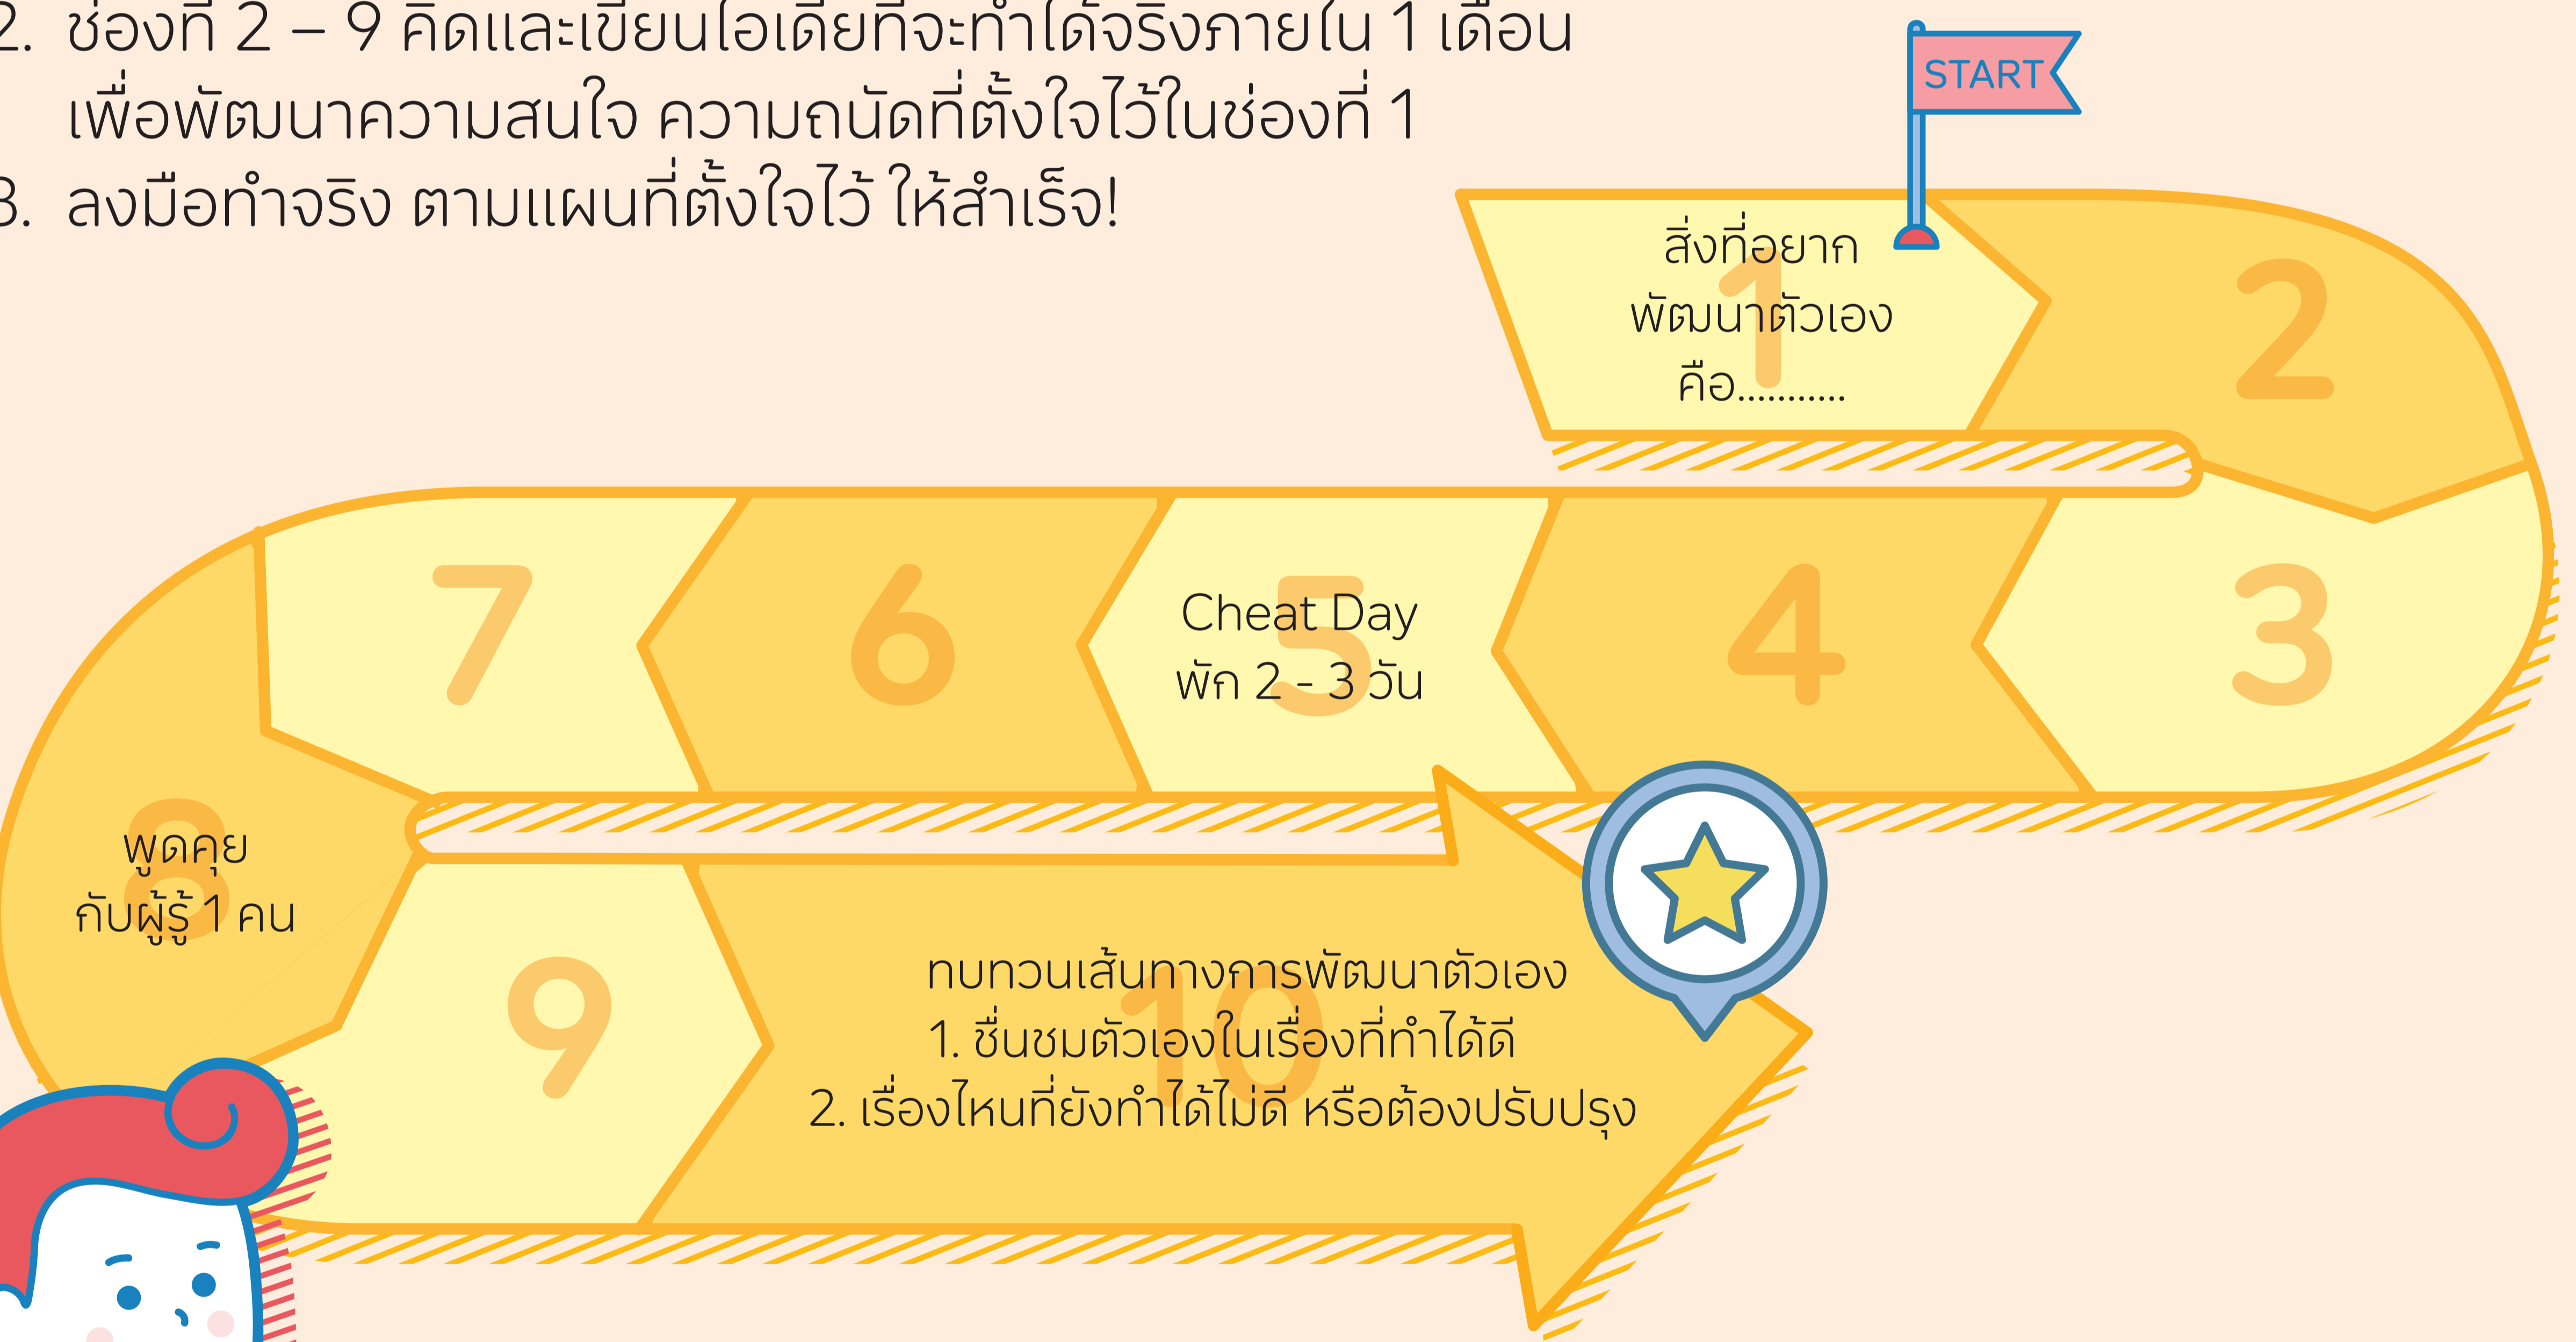 2. ช่องที่ 2 – 9 คิดและเขียนไอเดียที่จะทำได้จริงภายใน 1 เดือน
เพื่อพัฒนาความสนใจ ความถนัดที่ตั้งใจไว้ในช่องที่ 1
3. ลงมือทำจริง ตามแผนที่ตั้งใจไว้ ให้สำเร็จ!
START
1
สิ่งที่อยาก
พัฒนาตัวเอง
คือ...........
2
3
4
5
Cheat Day
พัก 2 - 3 วัน
6
7
8
พูดคุย
กับผู้รู้ 1 คน
9
10
ทบทวนเส้นทางการพัฒนาตัวเอง
1. ชื่นชมตัวเองในเรื่องที่ทำได้ดี
2. เรื่องไหนที่ยังทำได้ไม่ดี หรือต้องปรับปรุง